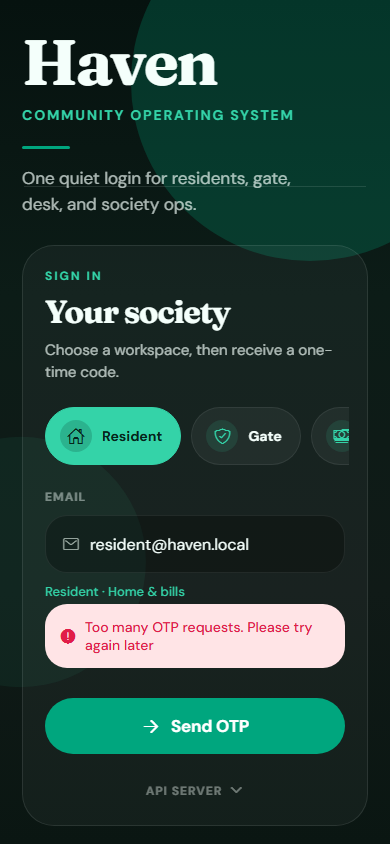 Haven
COMMUNITY OPERATING SYSTEM
One quiet login for residents, gate,
desk, and society ops.
SIGN IN
Your society
Choose a workspace, then receive a one-
time code.
Resident Gate
EMAIL
resident@haven.local
Resident · Home & bills
Too many OTP requests. Please try
again later
Send OTP
API SERVER